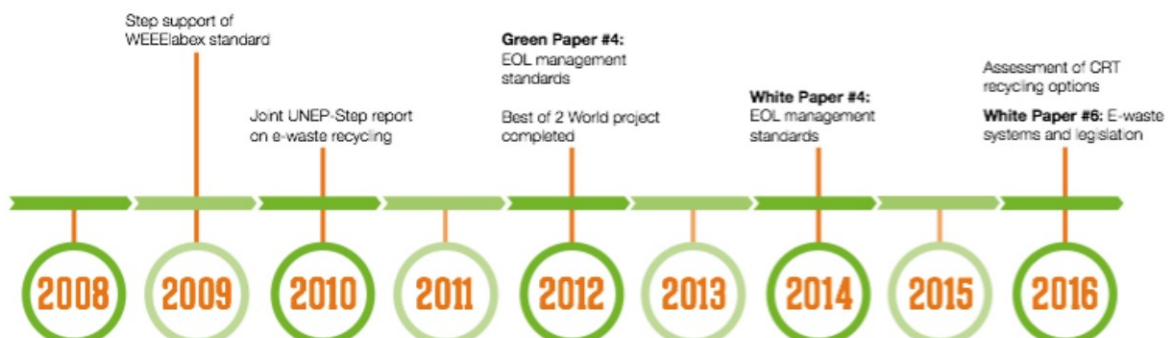 Step support of
WEEElabex standard
Joint UNEP-Step report
on e-waste recycling
Green Paper #4:
EOL management
standards
Best of 2 World project
completed
White Paper #4:
EOL management
standards
Assessment of CRT
recycling options
White Paper #6: E-waste
systems and legislation
2008
2009
2010
2011
2012
2013
2014
2015
2016